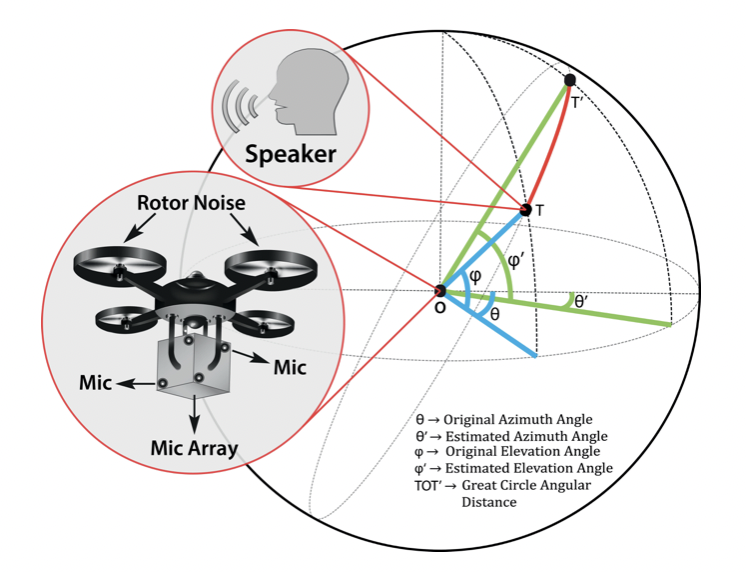 Speaker
Rotor Noise
Mic
Mic
Mic Array
T′
T
φ′
φ
θ′
θ
O
θ → Original Azimuth Angle
θ′ → Estimated Azimuth Angle
φ → Original Elevation Angle
φ′ → Estimated Elevation Angle
TOT′ → Great Circle Angular
Distance